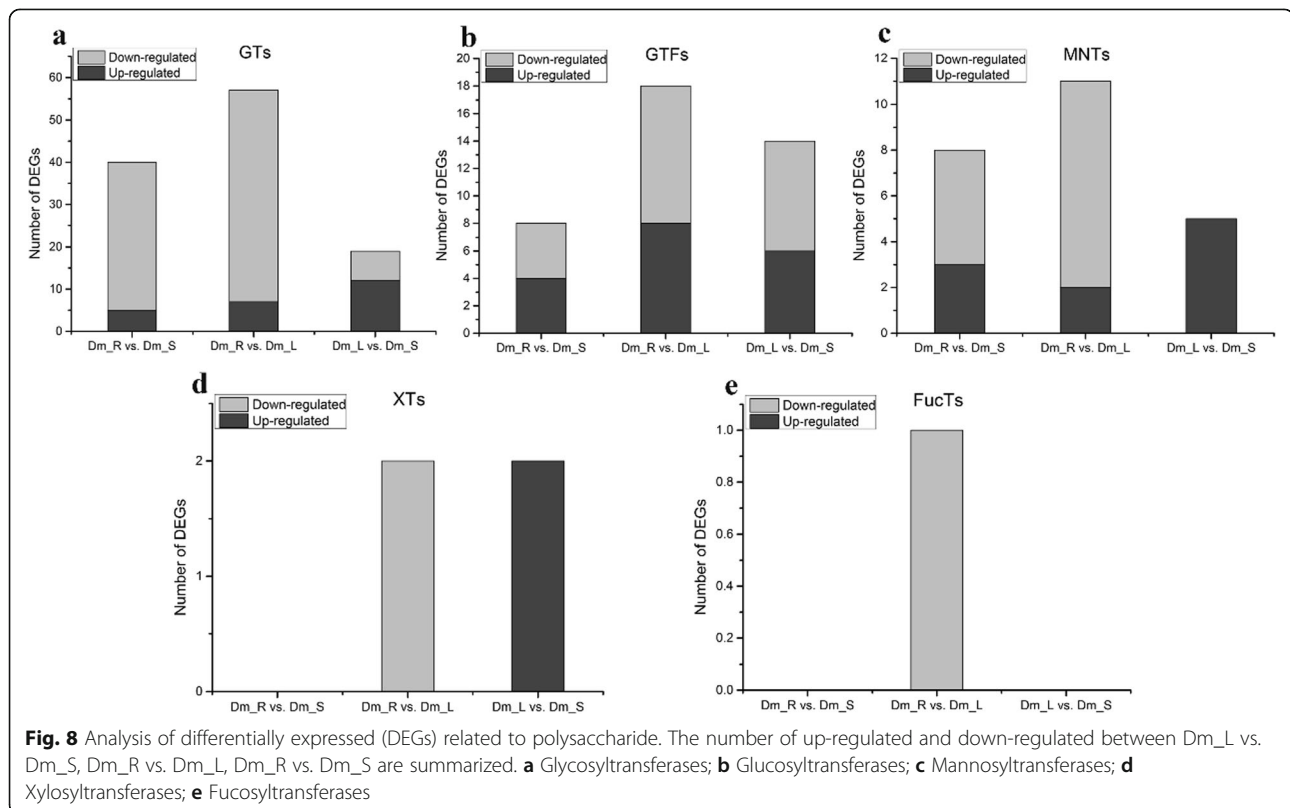 a
GTs
Down-regulated
Up-regulated
Number of DEGs
60
50
40
30
20
10
0
Dm_R vs. Dm_S
Dm_R vs. Dm_L
Dm_L vs. Dm_S
b
GTFs
Down-regulated
Up-regulated
Number of DEGs
20
18
16
14
12
10
8
6
4
2
0
Dm_R vs. Dm_S
Dm_R vs. Dm_L
Dm_L vs. Dm_S
c
MNTs
Down-regulated
Up-regulated
Number of DEGs
12
10
8
6
4
2
0
Dm_R vs. Dm_S
Dm_R vs. Dm_L
Dm_L vs. Dm_S
d
XTs
Down-regulated
Up-regulated
Number of DEGs
2
1
0
Dm_R vs. Dm_S
Dm_R vs. Dm_L
Dm_L vs. Dm_S
e
FucTs
Down-regulated
Up-regulated
Number of DEGs
1.0
0.8
0.6
0.4
0.2
0.0
Dm_R vs. Dm_S
Dm_R vs. Dm_L
Dm_L vs. Dm_S
Fig. 8 Analysis of differentially expressed (DEGs) related to polysaccharide. The number of up-regulated and down-regulated between Dm_L vs.
Dm_S, Dm_R vs. Dm_L, Dm_R vs. Dm_S are summarized. a Glycosyltransferases; b Glucosyltransferases; c Mannosyltransferases; d
Xylosyltransferases; e Fucosyltransferases